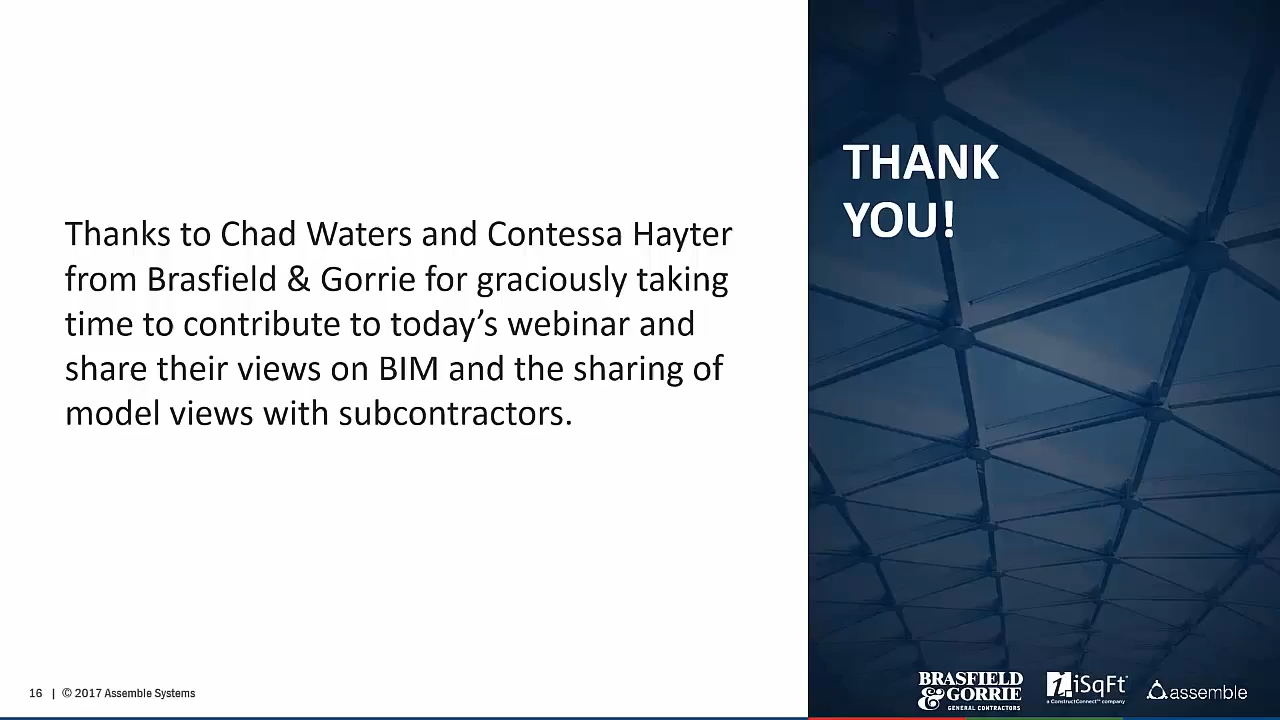 Thanks to Chad Waters and Contessa Hayter
from Brasfield & Gorrie for graciously taking
time to contribute to today’s webinar and
share their views on BIM and the sharing of
model views with subcontractors.
THANK
YOU!
16 | © 2017 Assemble Systems
BRASFIELD
& GORRIE
GENERAL CONTRACTORS
iSqFt
a ConstructConnect™ company
assemble